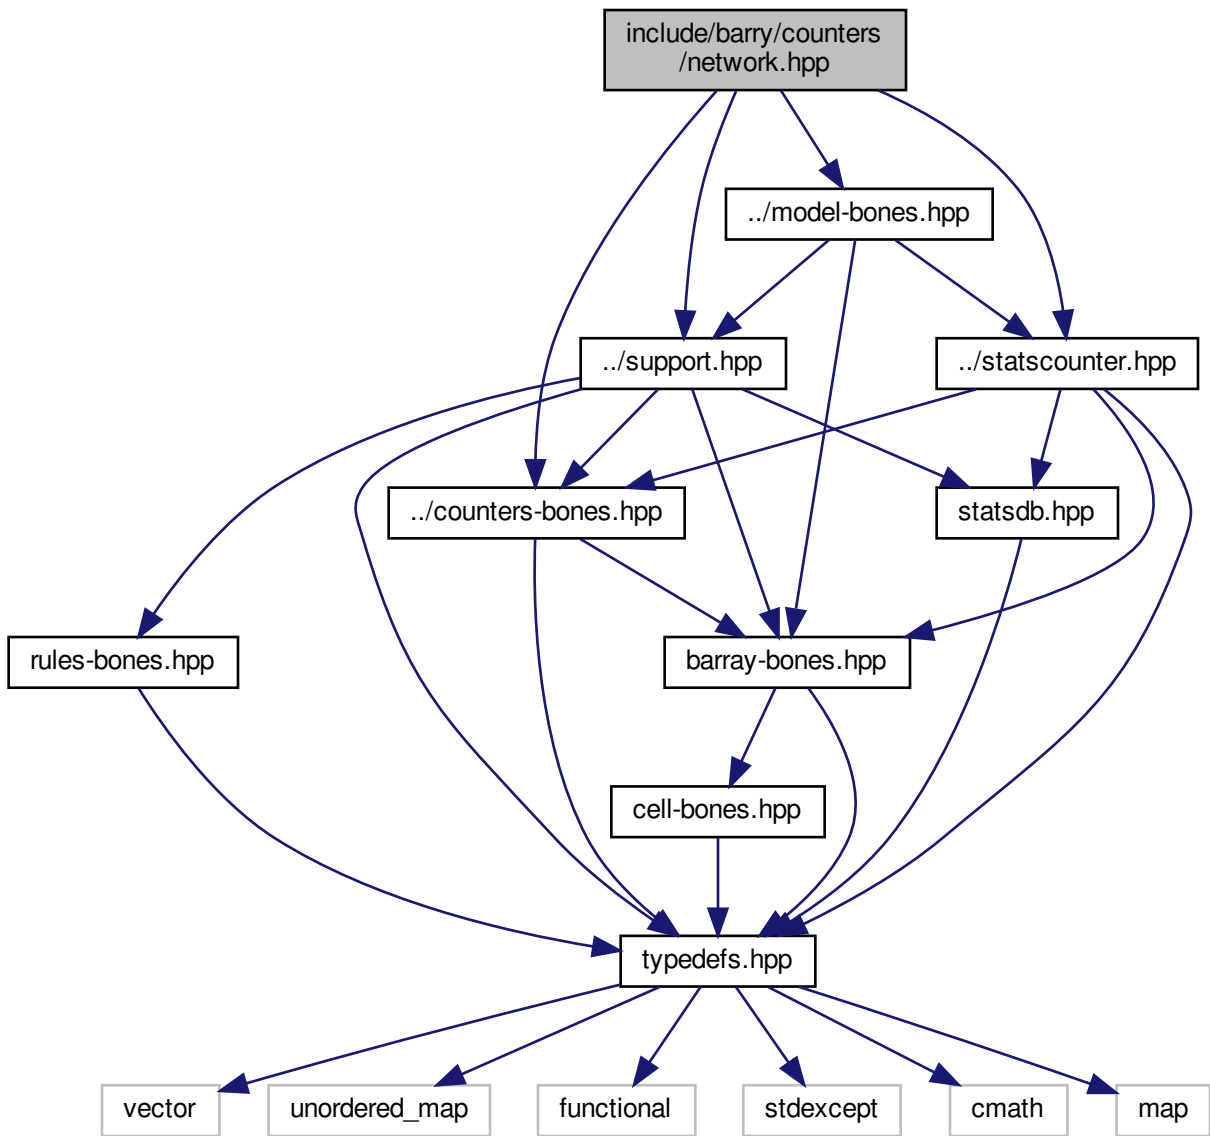 include/barry/counters
/network.hpp
../model-bones.hpp
../support.hpp
../statscounter.hpp
../counters-bones.hpp
statsdb.hpp
rules-bones.hpp
barray-bones.hpp
cell-bones.hpp
typedefs.hpp
vector
unordered_map
functional
stdexcept
cmath
map